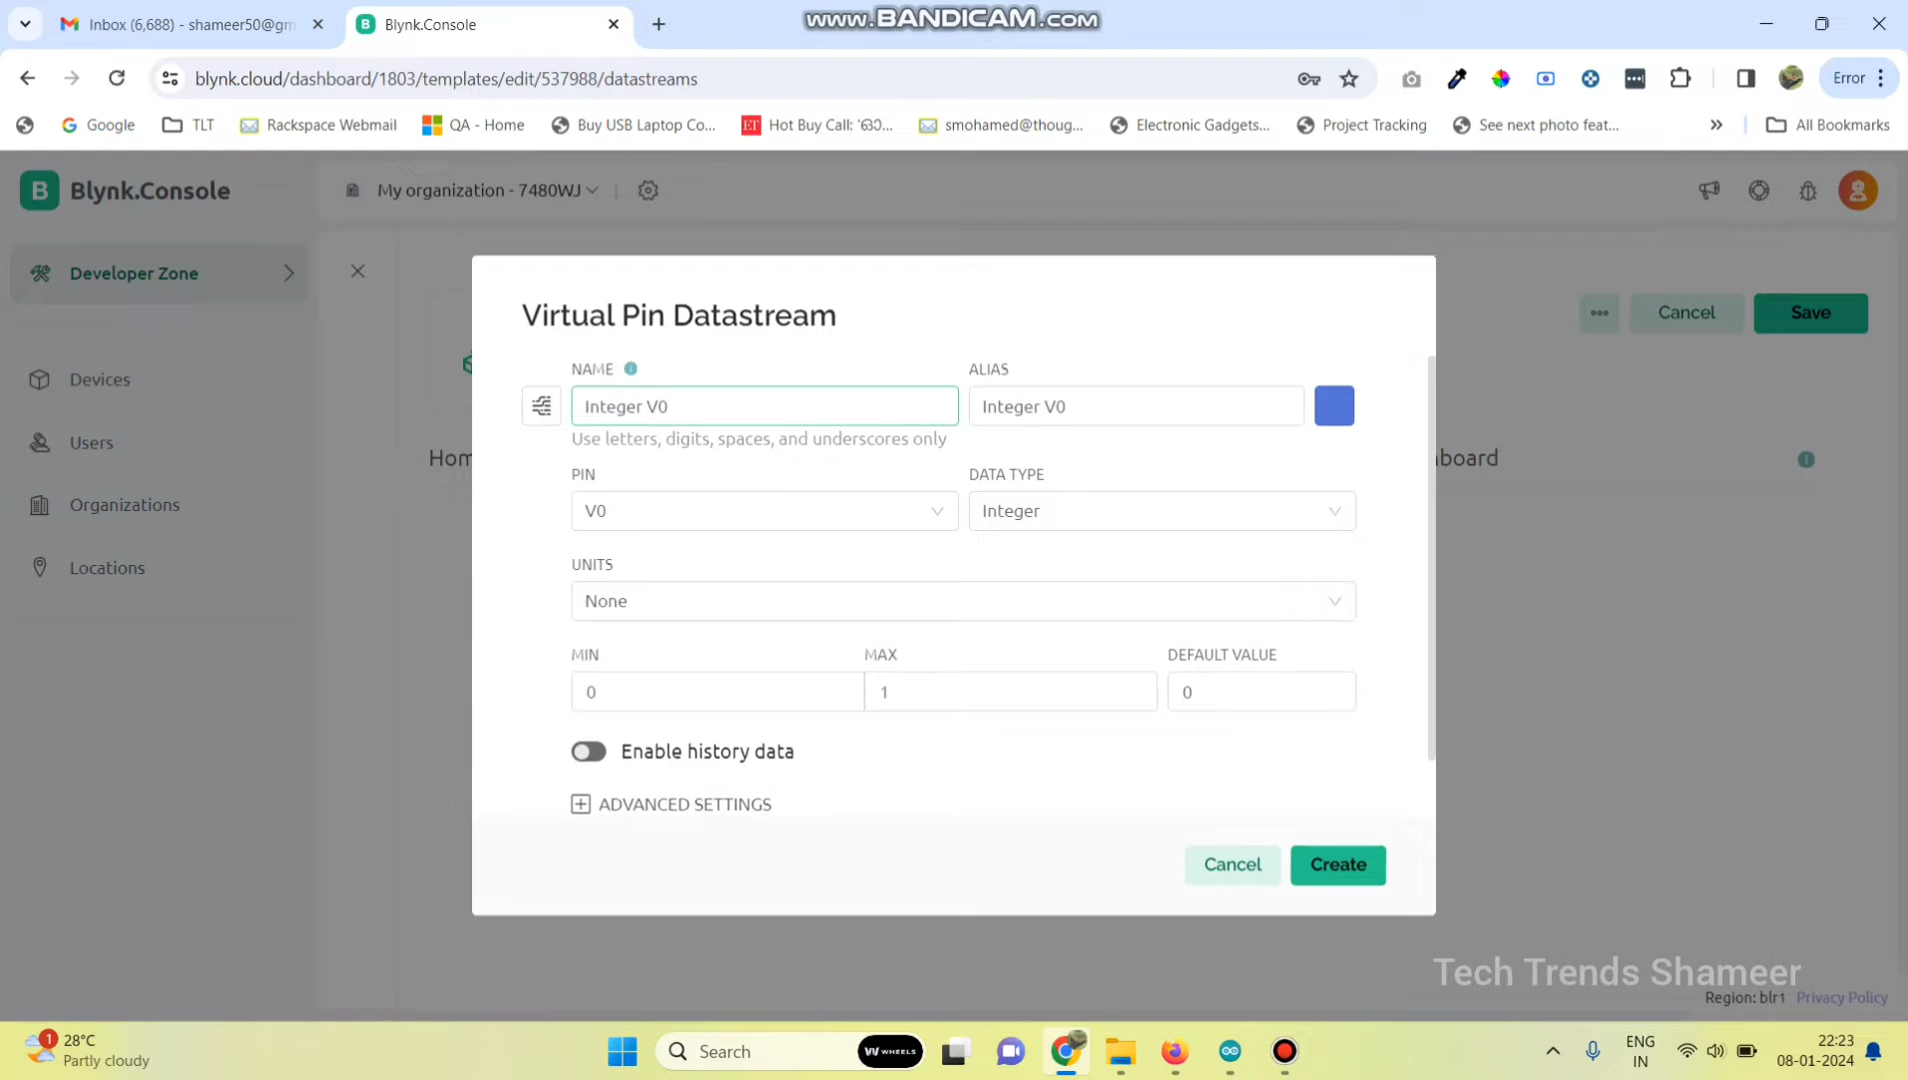 Inbox (6,688) - shameer50@gm
Blynk.Console
www.BANDICAM.com
blynk.cloud/dashboard/1803/templates/edit/537988/datastreams
Error
Google
TLT
Rackspace Webmail
QA - Home
Buy USB Laptop Co...
Hot Buy Call: '630...
smohamed@thoug...
Electronic Gadgets...
Project Tracking
See next photo feat...
All Bookmarks
Blynk.Console
My organization - 7480WJ
Developer Zone
Devices
Users
Organizations
Locations
Cancel
Save
Virtual Pin Datastream
NAME
ALIAS
Integer V0
Integer V0
Use letters, digits, spaces, and underscores only
PIN
DATA TYPE
V0
Integer
UNITS
None
MIN
MAX
DEFAULT VALUE
0
1
0
Enable history data
ADVANCED SETTINGS
Cancel
Create
Hom
board
Tech Trends Shameer
Region: blr1 Privacy Policy
1
28°C
Partly cloudy
Search
WHEELS
ENG
IN
22:23
08-01-2024